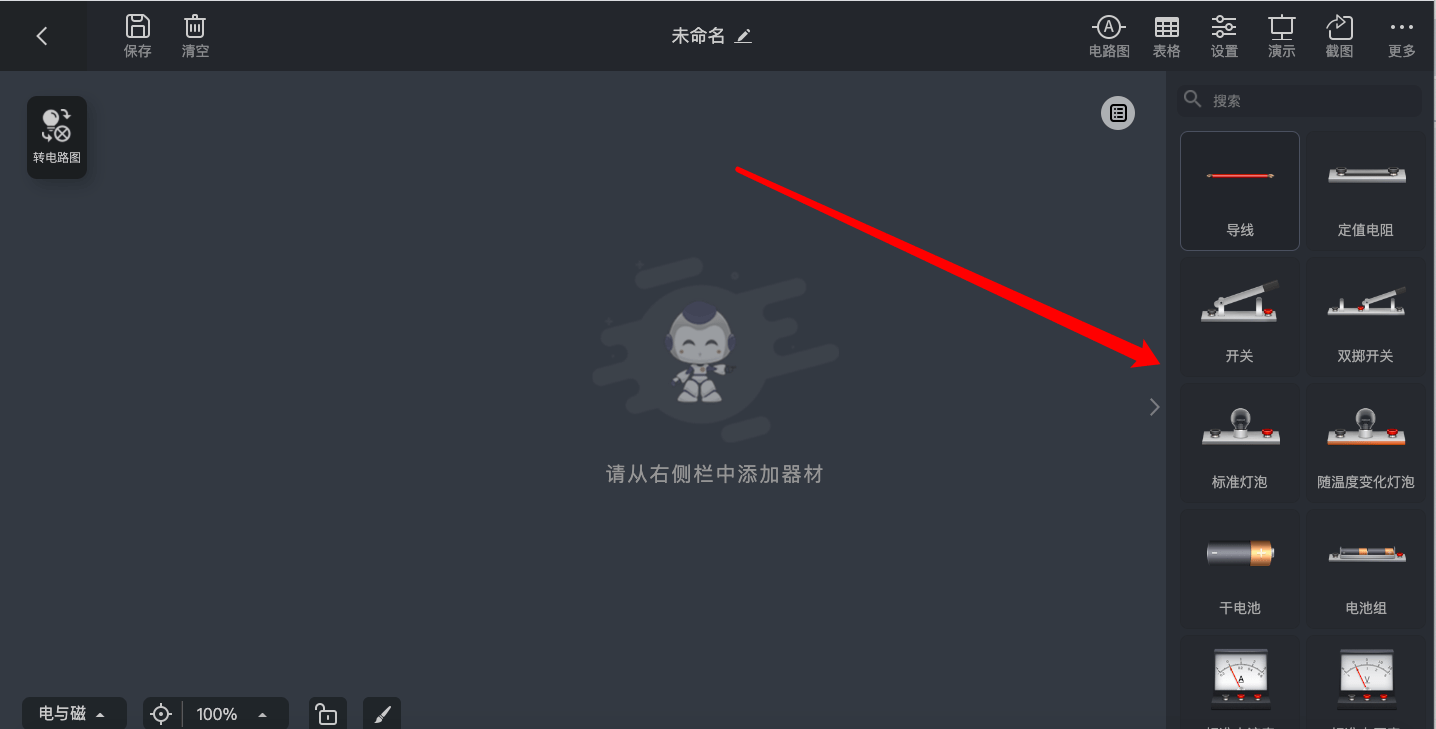 保存
清空
未命名
电路图
表格
设置
演示
截图
更多
转电路图
搜索
导线
定值电阻
开关
双掷开关
标准灯泡
随温度变化灯泡
请从右侧栏中添加器材
干电池
电池组
A
V
电与磁
100%